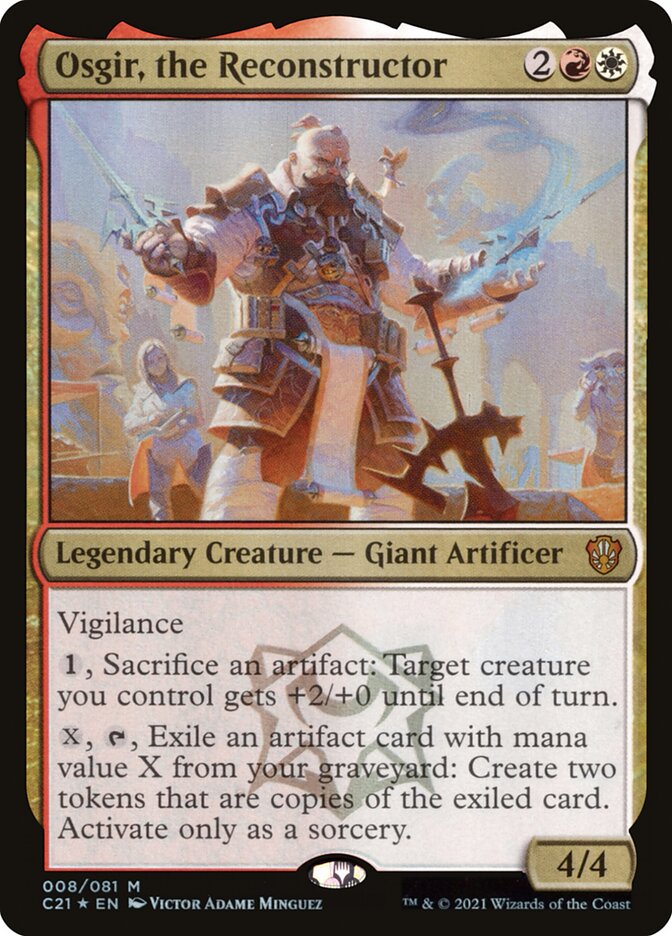 Osgir, the Reconstructor 2
Legendary Creature — Giant Artificer
Vigilance
1, Sacrifice an artifact: Target creature
you control gets +2/+0 until end of turn.
X, , Exile an artifact card with mana
value X from your graveyard: Create two
tokens that are copies of the exiled card.
Activate only as a sorcery.
4/4
008/081 M
C21 ★ EN Victor Adame Minguez
™ & © 2021 Wizards of the Coast